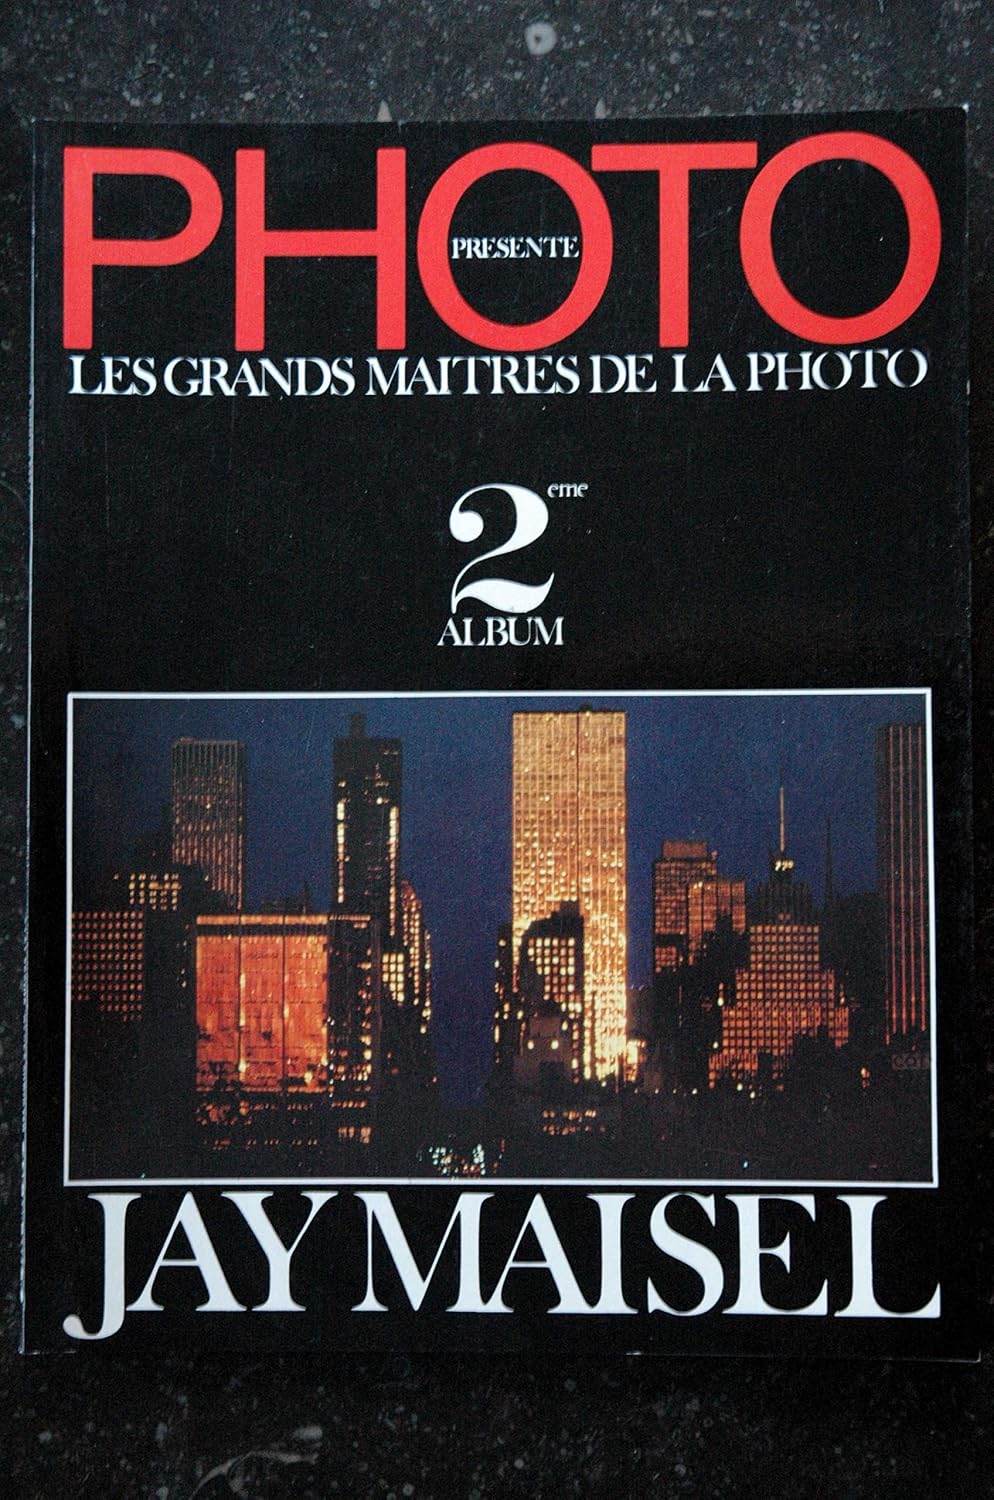 PHOTO
PRESENTE
LES GRANDS MAITRES DE LA PHOTO
2eme
ALBUM
JAY MAISEL